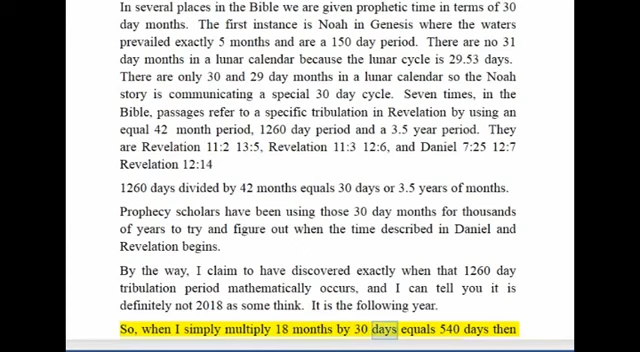 In several places in the Bible we are given prophetic time in terms of 30
day months. The first instance is Noah in Genesis where the waters
prevailed exactly 5 months and are a 150 day period. There are no 31
day months in a lunar calendar because the lunar cycle is 29.53 days.
There are only 30 and 29 day months in a lunar calendar so the Noah
story is communicating a special 30 day cycle. Seven times, in the
Bible, passages refer to a specific tribulation in Revelation by using an
equal 42 month period, 1260 day period and a 3.5 year period. They
are Revelation 11:2 13:5, Revelation 11:3 12:6, and Daniel 7:25 12:7
Revelation 12:14
1260 days divided by 42 months equals 30 days or 3.5 years of months.
Prophecy scholars have been using those 30 day months for thousands
of years to try and figure out when the time described in Daniel and
Revelation begins.
By the way, I claim to have discovered exactly when that 1260 day
tribulation period mathematically occurs, and I can tell you it is
definitely not 2018 as some think. It is the following year.
So, when I simply multiply 18 months by 30 days equals 540 days then